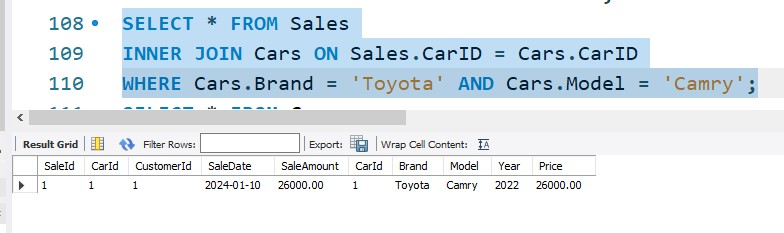 108 SELECT * FROM Sales
109 INNER JOIN Cars ON Sales.CarID = Cars.CarID
110 WHERE Cars.Brand = 'Toyota' AND Cars.Model = 'Camry';
Result Grid Filter Rows: Export: Wrap Cell Content:
SaleId CarId CustomerId SaleDate SaleAmount CarId Brand Model Year Price
1 1 1 2024-01-10 26000.00 1 Toyota Camry 2022 26000.00